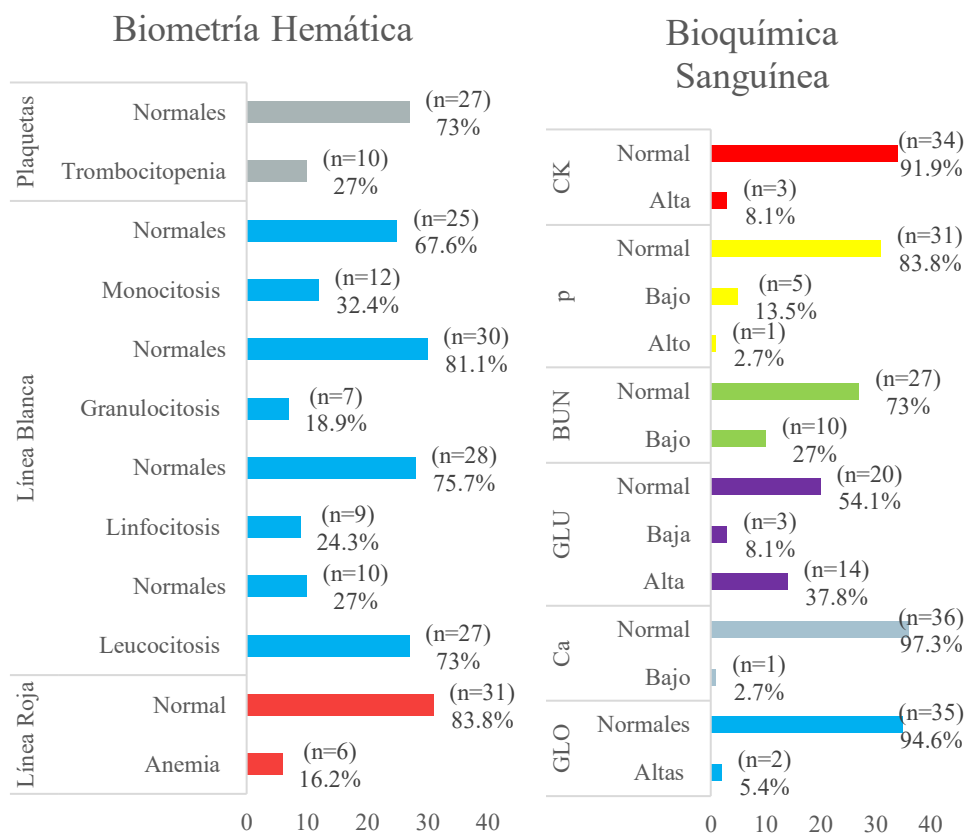 Biometría Hemática
Plaquetas
Normales
(n=27)
73%
Trombocitopenia
(n=10)
27%
Línea Blanca
Normales
(n=25)
67.6%
Monocitosis
(n=12)
32.4%
Normales
(n=30)
81.1%
Granulocitosis
(n=7)
18.9%
Normales
(n=28)
75.7%
Linfocitosis
(n=9)
24.3%
Normales
(n=10)
27%
Leucocitosis
(n=27)
73%
Línea Roja
Normal
(n=31)
83.8%
Anemia
(n=6)
16.2%
0 10 20 30 40
Bioquímica
Sanguínea
CK
Normal
(n=34)
91.9%
Alta
(n=3)
8.1%
p
Normal
(n=31)
83.8%
Bajo
(n=5)
13.5%
Alto
(n=1)
2.7%
BUN
Normal
(n=27)
73%
Bajo
(n=10)
27%
GLU
Normal
(n=20)
54.1%
Baja
(n=3)
8.1%
Alta
(n=14)
37.8%
Ca
Normal
(n=36)
97.3%
Bajo
(n=1)
2.7%
GLO
Normales
(n=35)
94.6%
Altas
(n=2)
5.4%
0 10 20 30 40